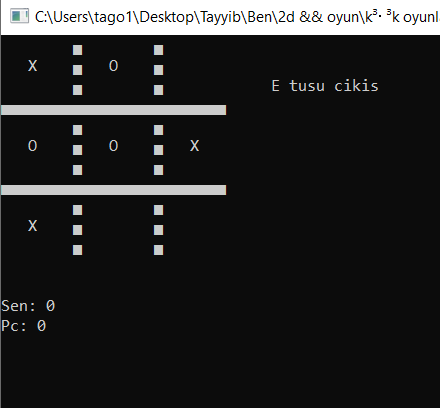 C:\Users\tago1\Desktop\Tayyib\Ben\2d && oyun\k³· ³k oyunl
X O
E tusu cikis
O O X
X
Sen: 0
Pc: 0